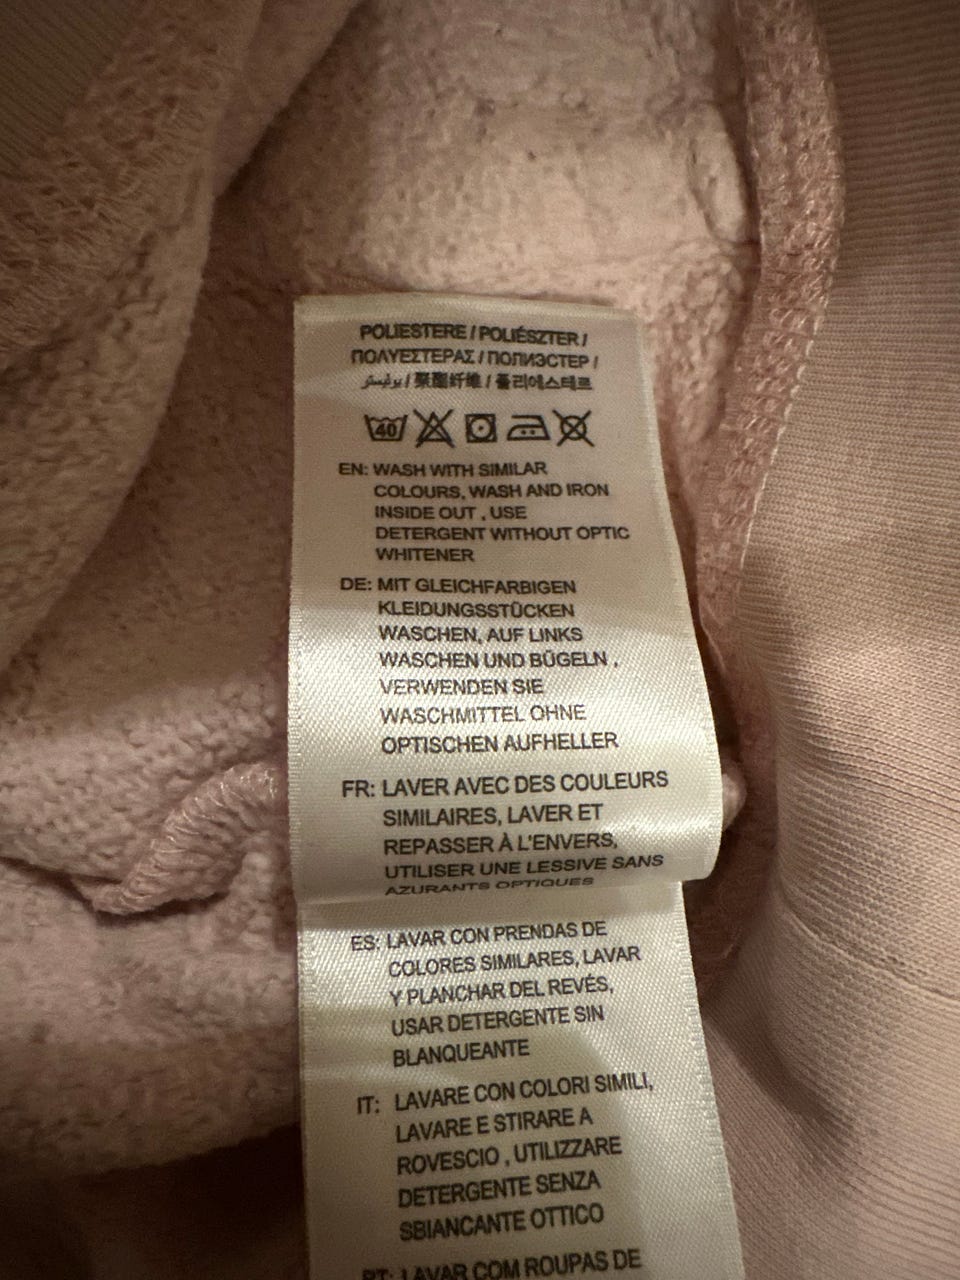 POLIESTERE / POLIÉSZTER /
ΠΟΛΥΕΣΤΕΡΑΣ / ПОЛИЭСТЕР /
بوليستر / 聚酯纤维 / 폴리에스테르
40
EN: WASH WITH SIMILAR
COLOURS, WASH AND IRON
INSIDE OUT , USE
DETERGENT WITHOUT OPTIC
WHITENER
DE: MIT GLEICHFARBIGEN
KLEIDUNGSSTÜCKEN
WASCHEN, AUF LINKS
WASCHEN UND BÜGELN ,
VERWENDEN SIE
WASCHMITTEL OHNE
OPTISCHEN AUFHELLER
FR: LAVER AVEC DES COULEURS
SIMILAIRES, LAVER ET
REPASSER À L'ENVERS,
UTILISER UNE LESSIVE SANS
AZURANTS OPTIQUES
ES: LAVAR CON PRENDAS DE
COLORES SIMILARES, LAVAR
Y PLANCHAR DEL REVÉS,
USAR DETERGENTE SIN
BLANQUEANTE
IT: LAVARE CON COLORI SIMILI,
LAVARE E STIRARE A
ROVESCIO , UTILIZZARE
DETERGENTE SENZA
SBIANCANTE OTTICO
PT: LAVAR COM ROUPAS DE